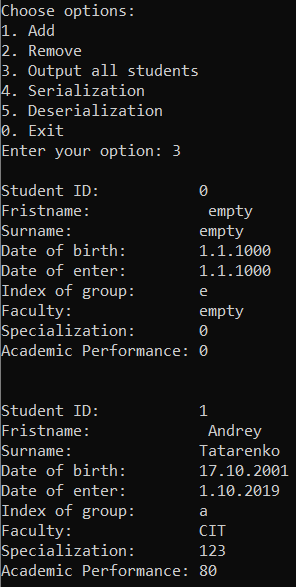 Choose options:
1. Add
2. Remove
3. Output all students
4. Serialization
5. Deserialization
0. Exit
Enter your option: 3
Student ID: 0
Fristname: empty
Surname: empty
Date of birth: 1.1.1000
Date of enter: 1.1.1000
Index of group: e
Faculty: empty
Specialization: 0
Academic Performance: 0
Student ID: 1
Fristname: Andrey
Surname: Tatarenko
Date of birth: 17.10.2001
Date of enter: 1.10.2019
Index of group: a
Faculty: CIT
Specialization: 123
Academic Performance: 80